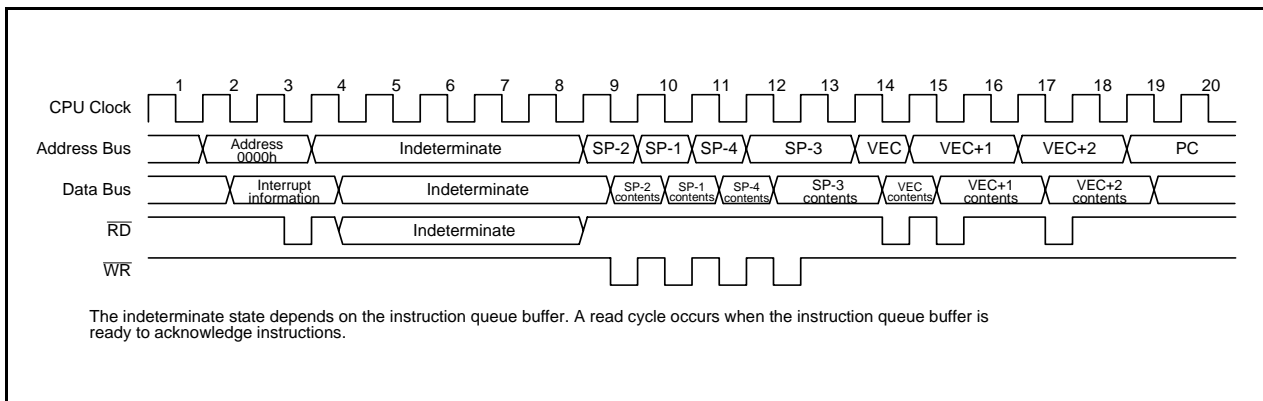 1 2 3 4 5 6 7 8 9 10 11 12 13 14 15 16 17 18 19 20
CPU Clock
Address Bus
Address
0000h
Indeterminate
SP-2
SP-1
SP-4
SP-3
VEC
VEC+1
VEC+2
PC
Data Bus
Interrupt
information
Indeterminate
SP-2
contents
SP-1
contents
SP-4
contents
SP-3
contents
VEC
contents
VEC+1
contents
VEC+2
contents
RD
Indeterminate
WR
The indeterminate state depends on the instruction queue buffer. A read cycle occurs when the instruction queue buffer is
ready to acknowledge instructions.